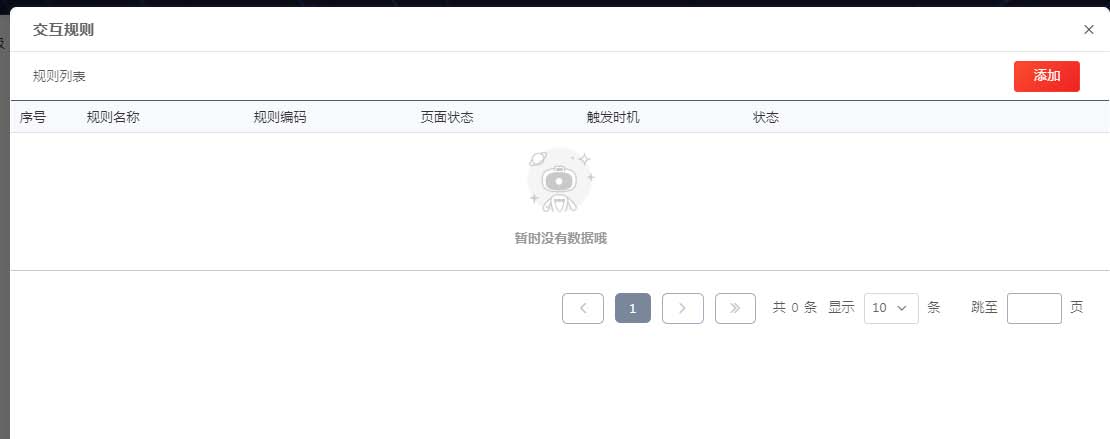 交互规则
规则列表
添加
序号 规则名称 规则编码 页面状态 触发时机 状态
暂时没有数据哦
1 共 0 条 显示 10 条 跳至 页